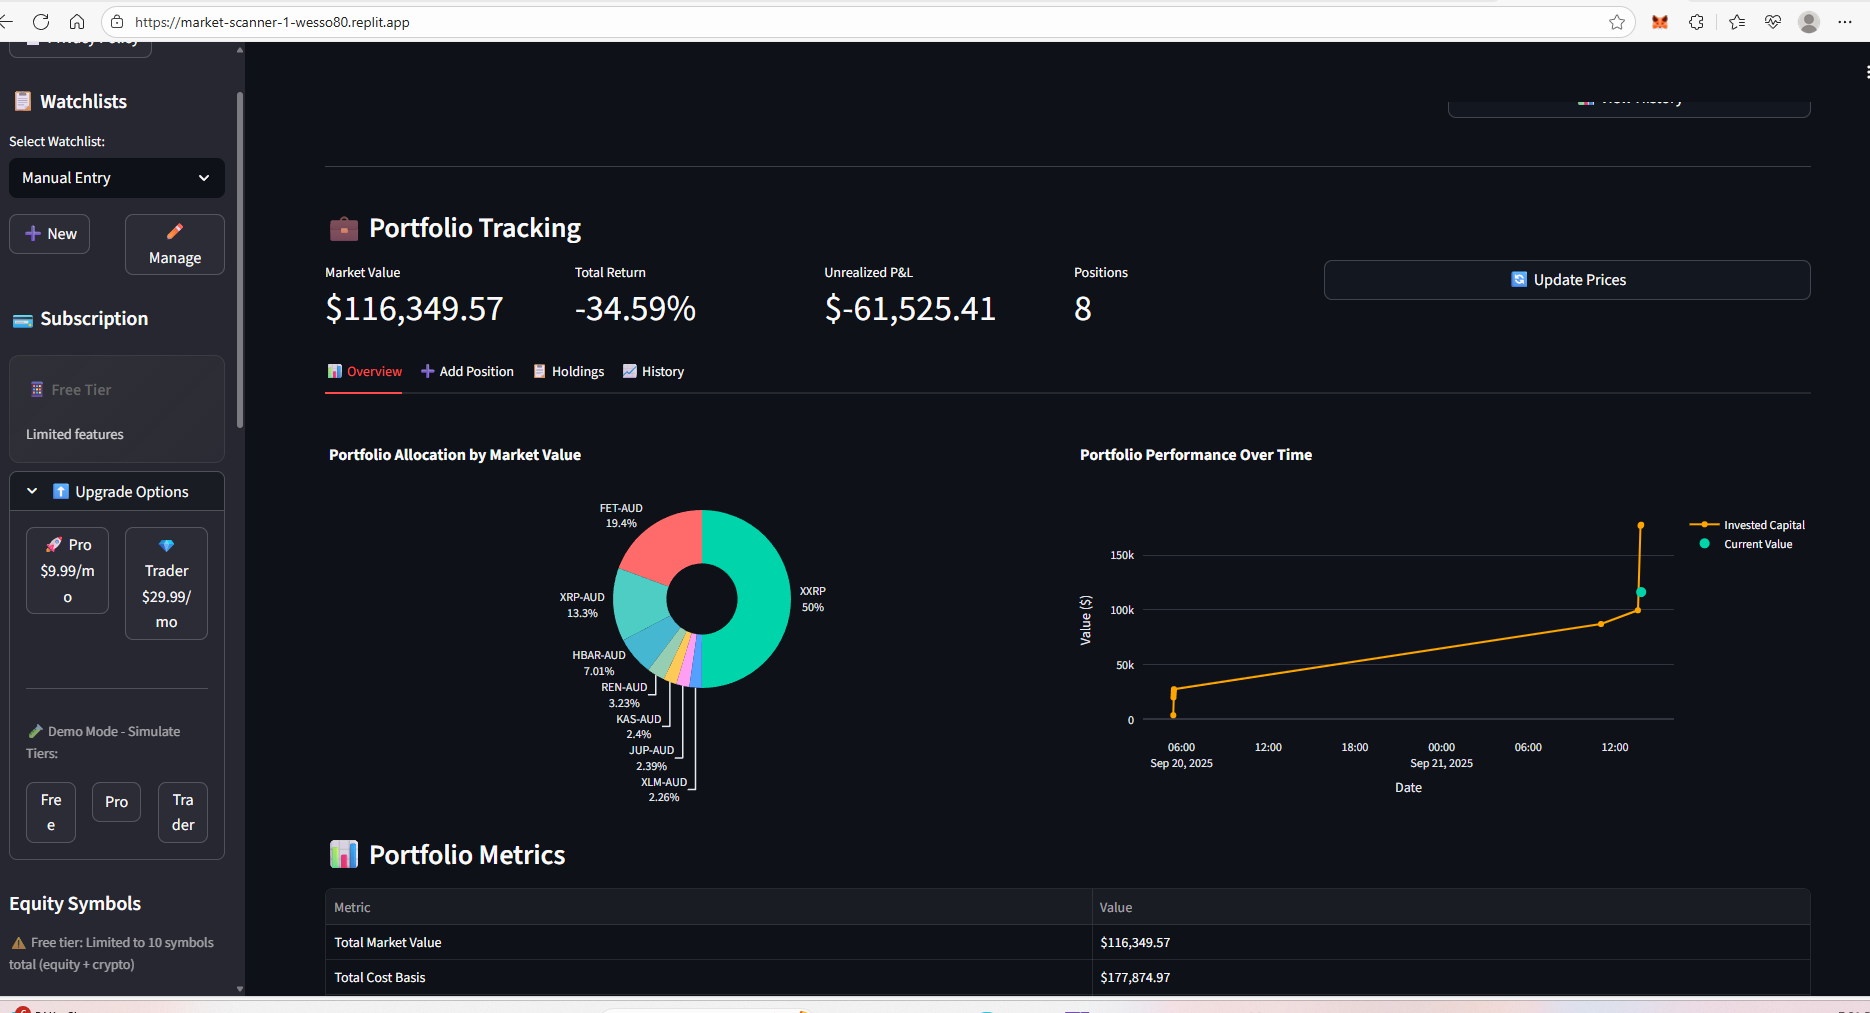 https://market-scanner-1-wesso80.replit.app
Privacy Policy
Watchlists
Select Watchlist:
Manual Entry
New
Manage
Subscription
Free Tier
Limited features
Upgrade Options
Pro
$9.99/m
o
Trader
$29.99/
mo
Demo Mode - Simulate
Tiers:
Fre
e
Pro
Tra
der
Equity Symbols
Free tier: Limited to 10 symbols
total (equity + crypto)
View History
Portfolio Tracking
Market Value
$116,349.57
Total Return
-34.59%
Unrealized P&L
$-61,525.41
Positions
8
Update Prices
Overview
Add Position
Holdings
History
Portfolio Allocation by Market Value
FET-AUD
19.4%
XRP-AUD
13.3%
HBAR-AUD
7.01%
REN-AUD
3.23%
KAS-AUD
2.4%
JUP-AUD
2.39%
XLM-AUD
2.26%
XXRP
50%
Portfolio Performance Over Time
Invested Capital
Current Value
Value ($)
150k
100k
50k
0
06:00
Sep 20, 2025
12:00
18:00
00:00
Sep 21, 2025
06:00
12:00
Date
Portfolio Metrics
Metric
Value
Total Market Value
$116,349.57
Total Cost Basis
$177,874.97